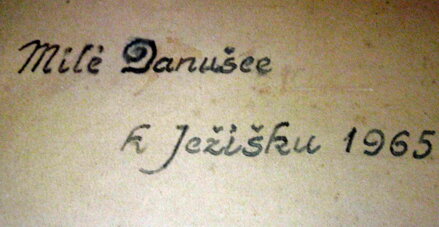 Milé Danušce
k Ježišku 1965